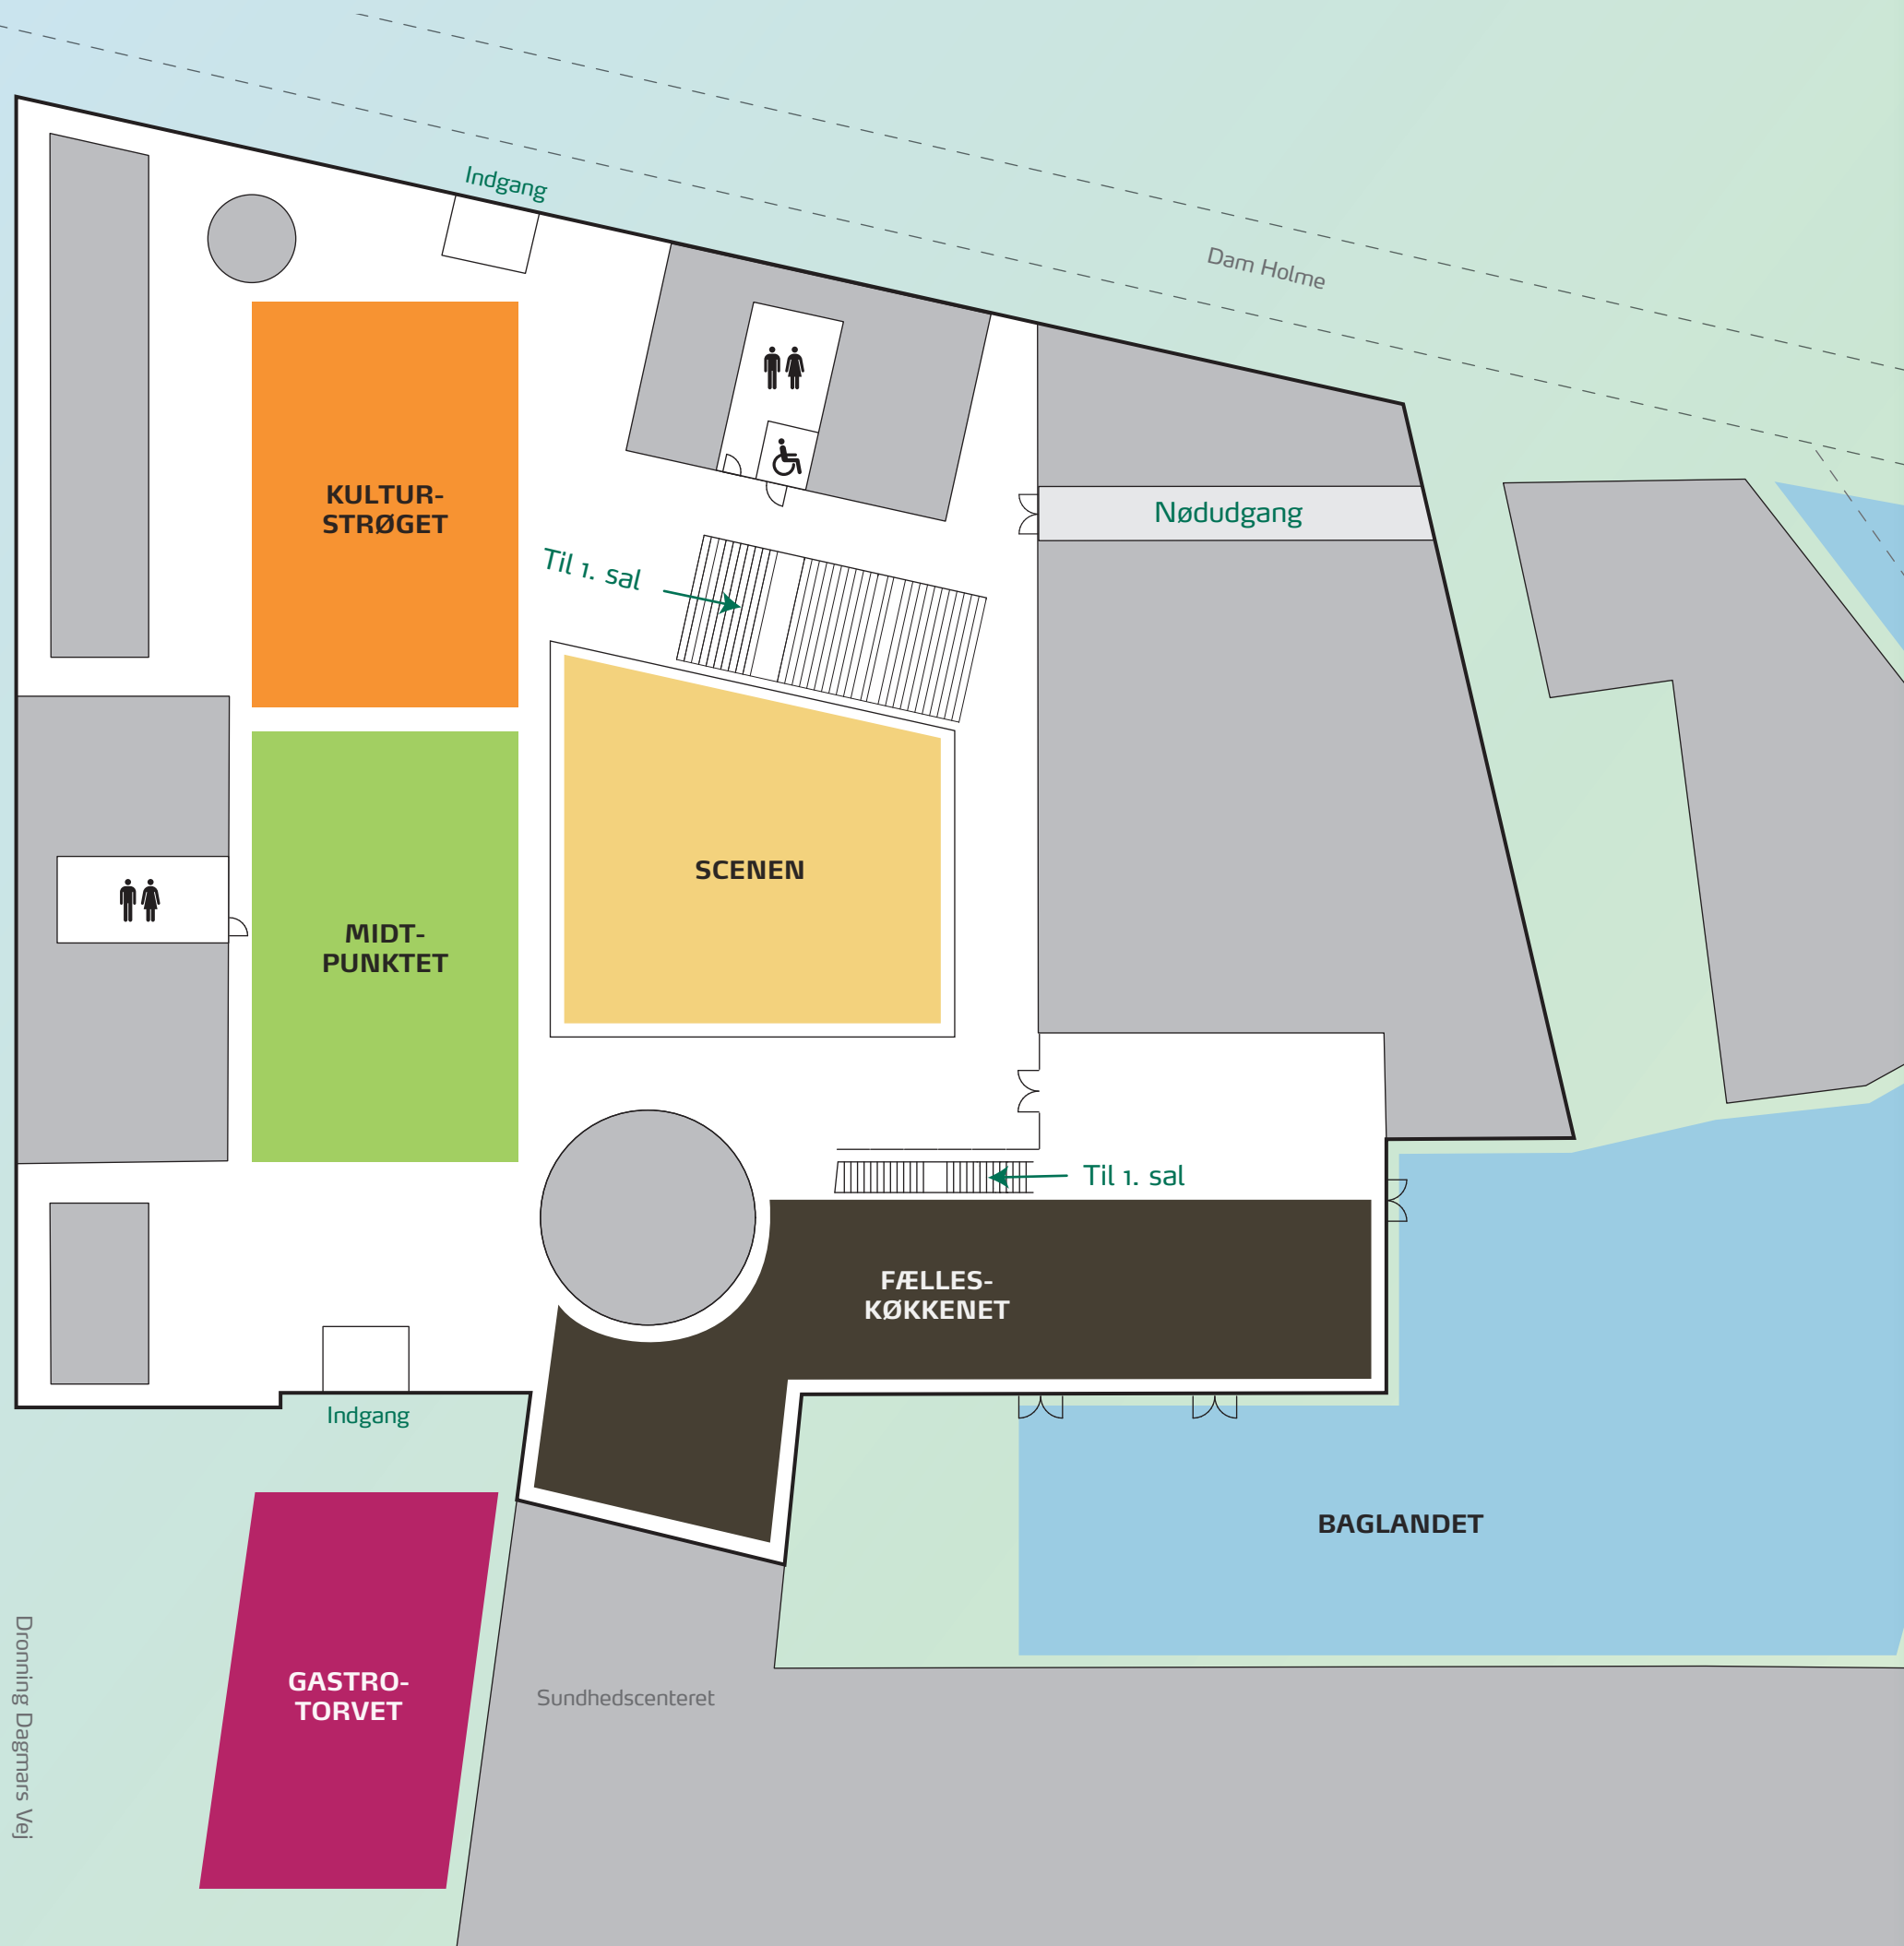 Indgang
Dam Holme
KULTUR-
STRØGET
Nødudgang
Til 1. sal
SCENEN
MIDT-
PUNKTET
Til 1. sal
FÆLLES-
KØKKENET
Indgang
BAGLANDET
GASTRO-
TORVET
Sundhedscenteret
Dronning Dagmars Vej